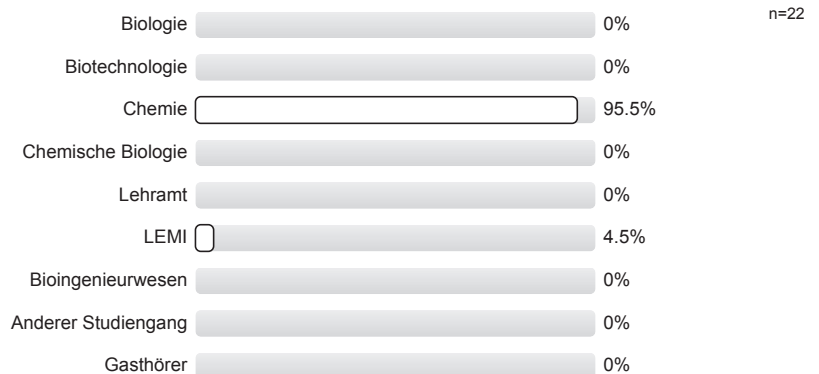 Biologie 0% n=22
Biotechnologie 0%
Chemie 95.5%
Chemische Biologie 0%
Lehramt 0%
LEMI 4.5%
Bioingenieurwesen 0%
Anderer Studiengang 0%
Gasthörer 0%